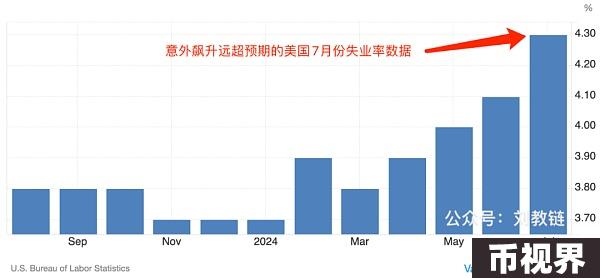 %
意外飙升远超预期的美国7月份失业率数据
4.30
4.20
4.10
4.00
3.90
3.80
3.70
公众号：刘教链
Sep
Nov
2024
Mar
May
U.S. Bureau of Labor Statistics
币视界